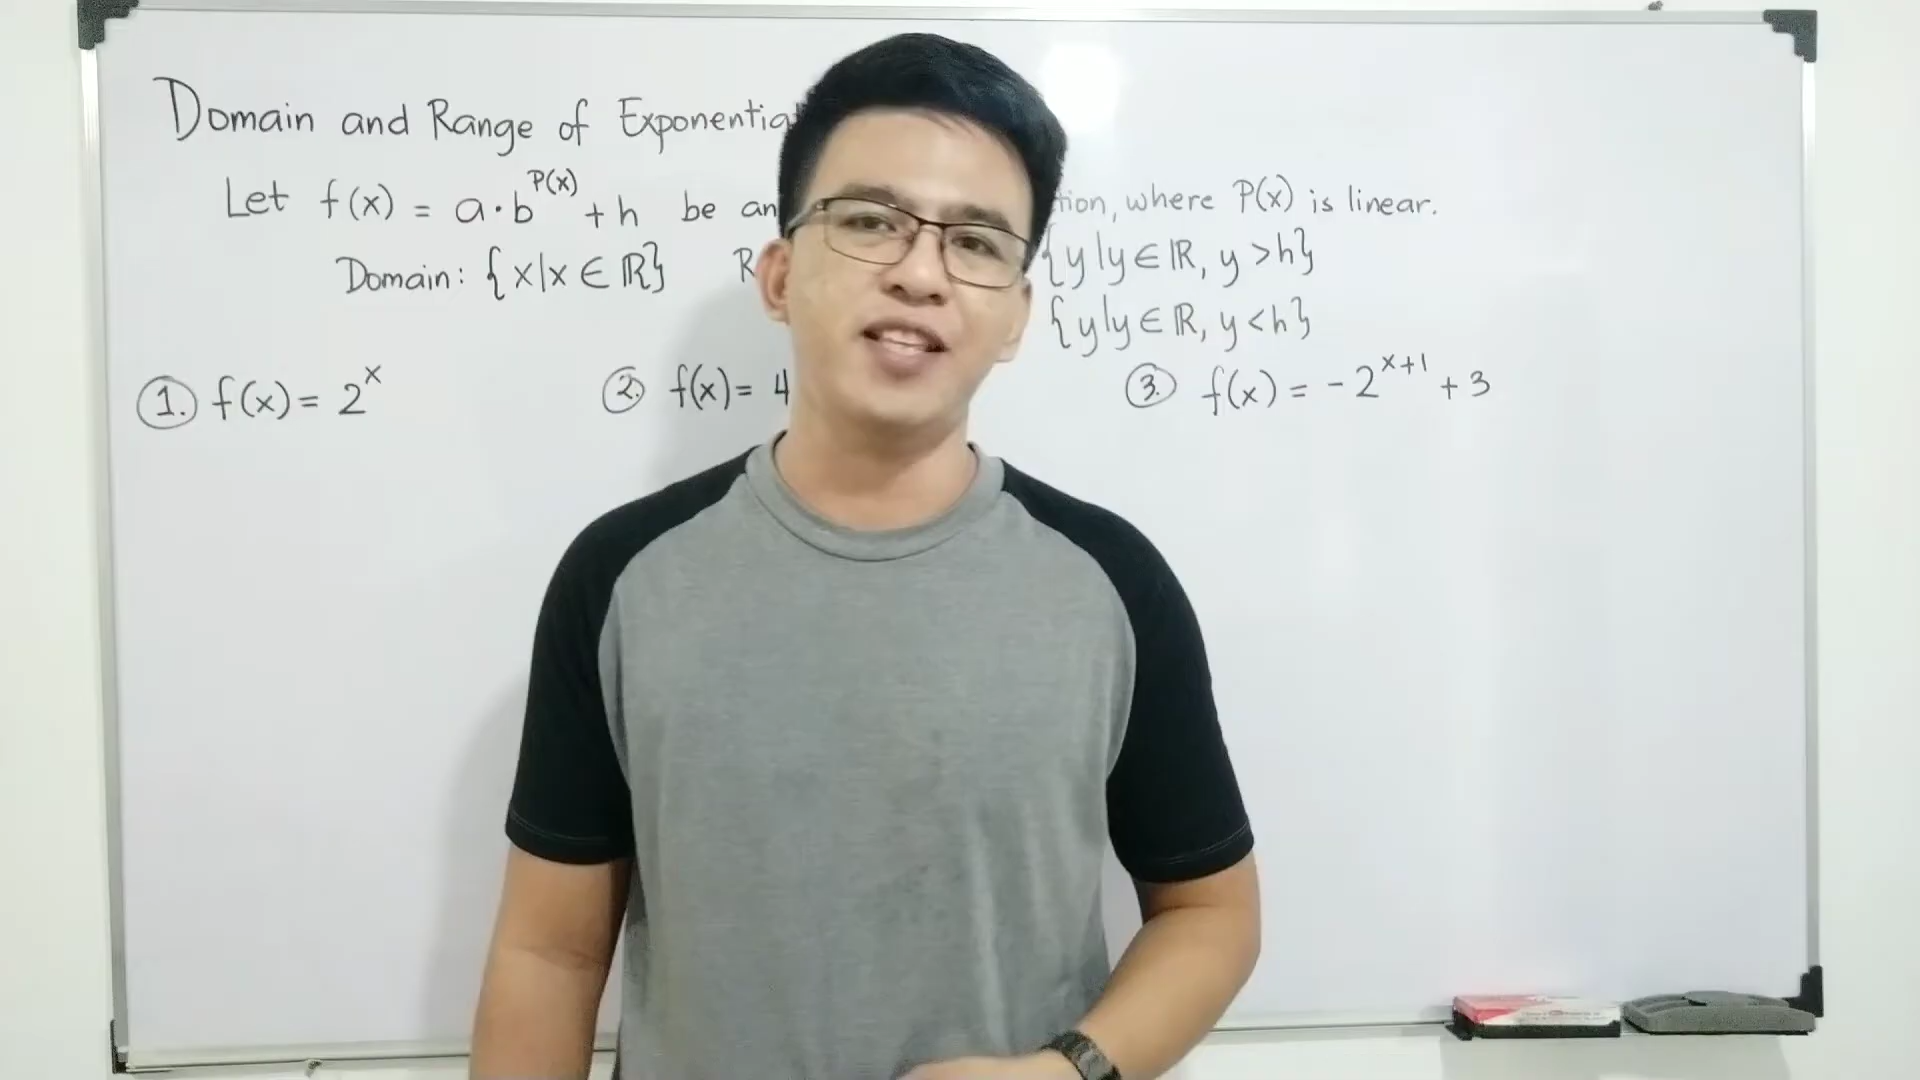 Domain and Range of Exponential
Let f(x) = a·b^P(x) + h be an tion, where P(x) is linear.
Domain: {x|x ∈ ℝ} R {y|y ∈ ℝ, y > h}
{y|y ∈ ℝ, y < h}
1. f(x) = 2^x 2. f(x) = 4 3. f(x) = -2^x+1 + 3